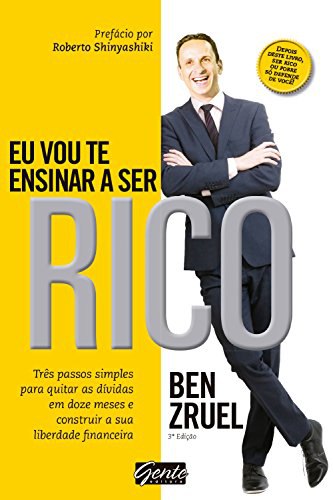 Prefácio por
Roberto Shinyashiki
DEPOIS
DESTE LIVRO,
SER RICO
OU POBRE
SÓ DEPENDE
DE VOCÊ!
EU VOU TE
ENSINAR A SER
RICO
Três passos simples
para quitar as dívidas
em doze meses e
construir a sua
liberdade financeira
BEN
ZRUEL
3ª Edição
Gente
editora